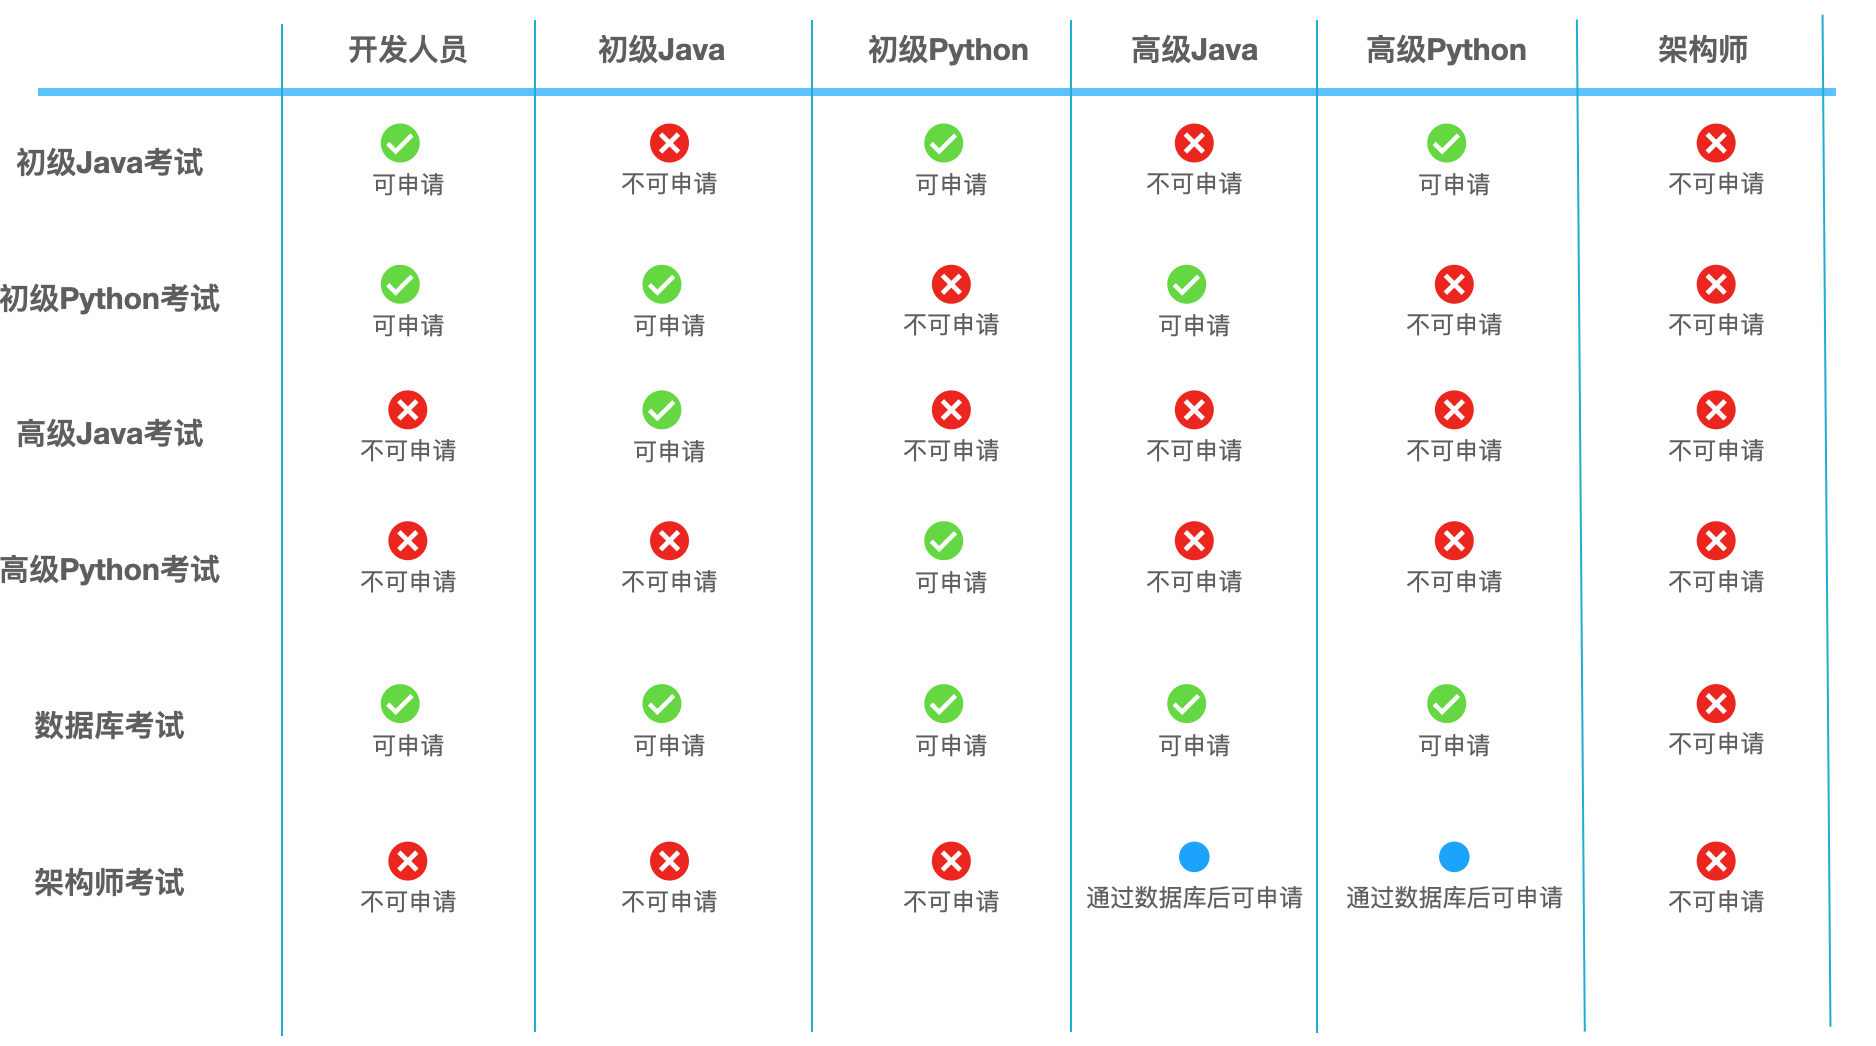 开发人员 初级Java 初级Python 高级Java 高级Python 架构师
初级Java考试 可申请 不可申请 可申请 不可申请 可申请 不可申请
初级Python考试 可申请 可申请 不可申请 可申请 不可申请 不可申请
高级Java考试 不可申请 可申请 不可申请 不可申请 不可申请 不可申请
高级Python考试 不可申请 不可申请 可申请 不可申请 不可申请 不可申请
数据库考试 可申请 可申请 可申请 可申请 可申请 不可申请
架构师考试 不可申请 不可申请 不可申请 通过数据库后可申请 通过数据库后可申请 不可申请